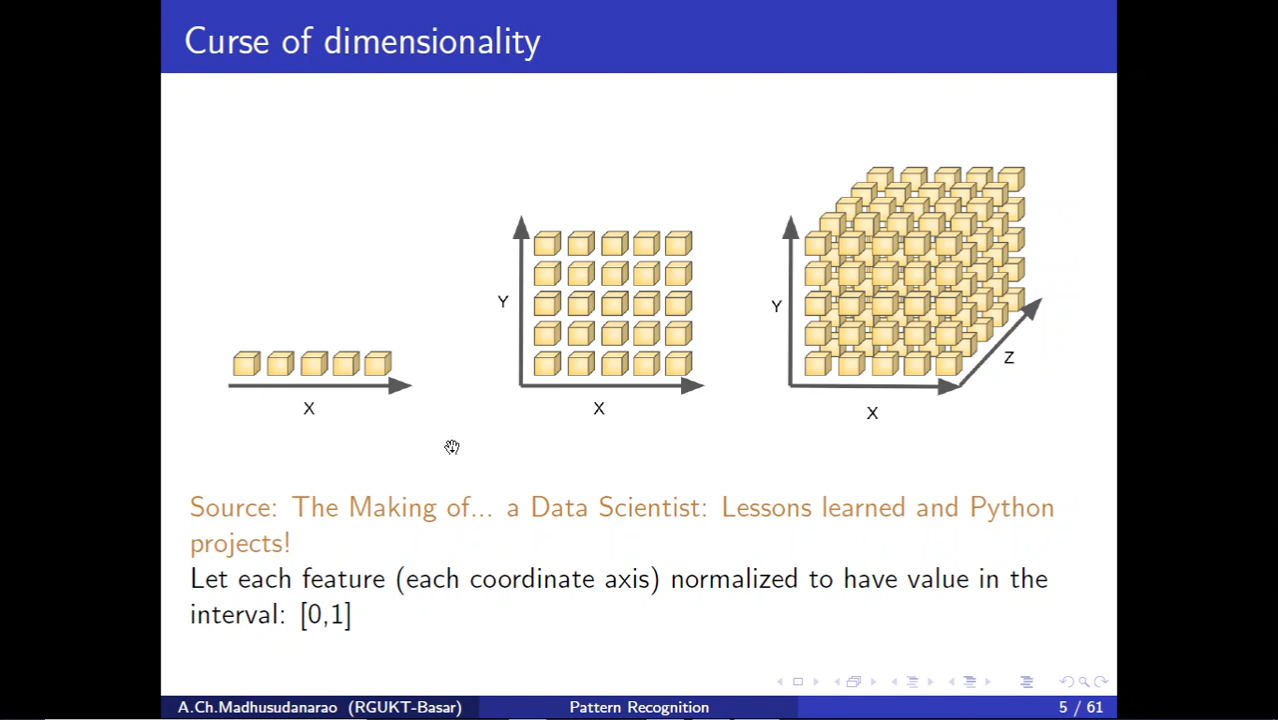 Curse of dimensionality
X
Y
X
Y
Z
X
Source: The Making of... a Data Scientist: Lessons learned and Python
projects!
Let each feature (each coordinate axis) normalized to have value in the
interval: [0,1]
A.Ch.Madhusudanarao (RGUKT-Basar) Pattern Recognition 5 / 61